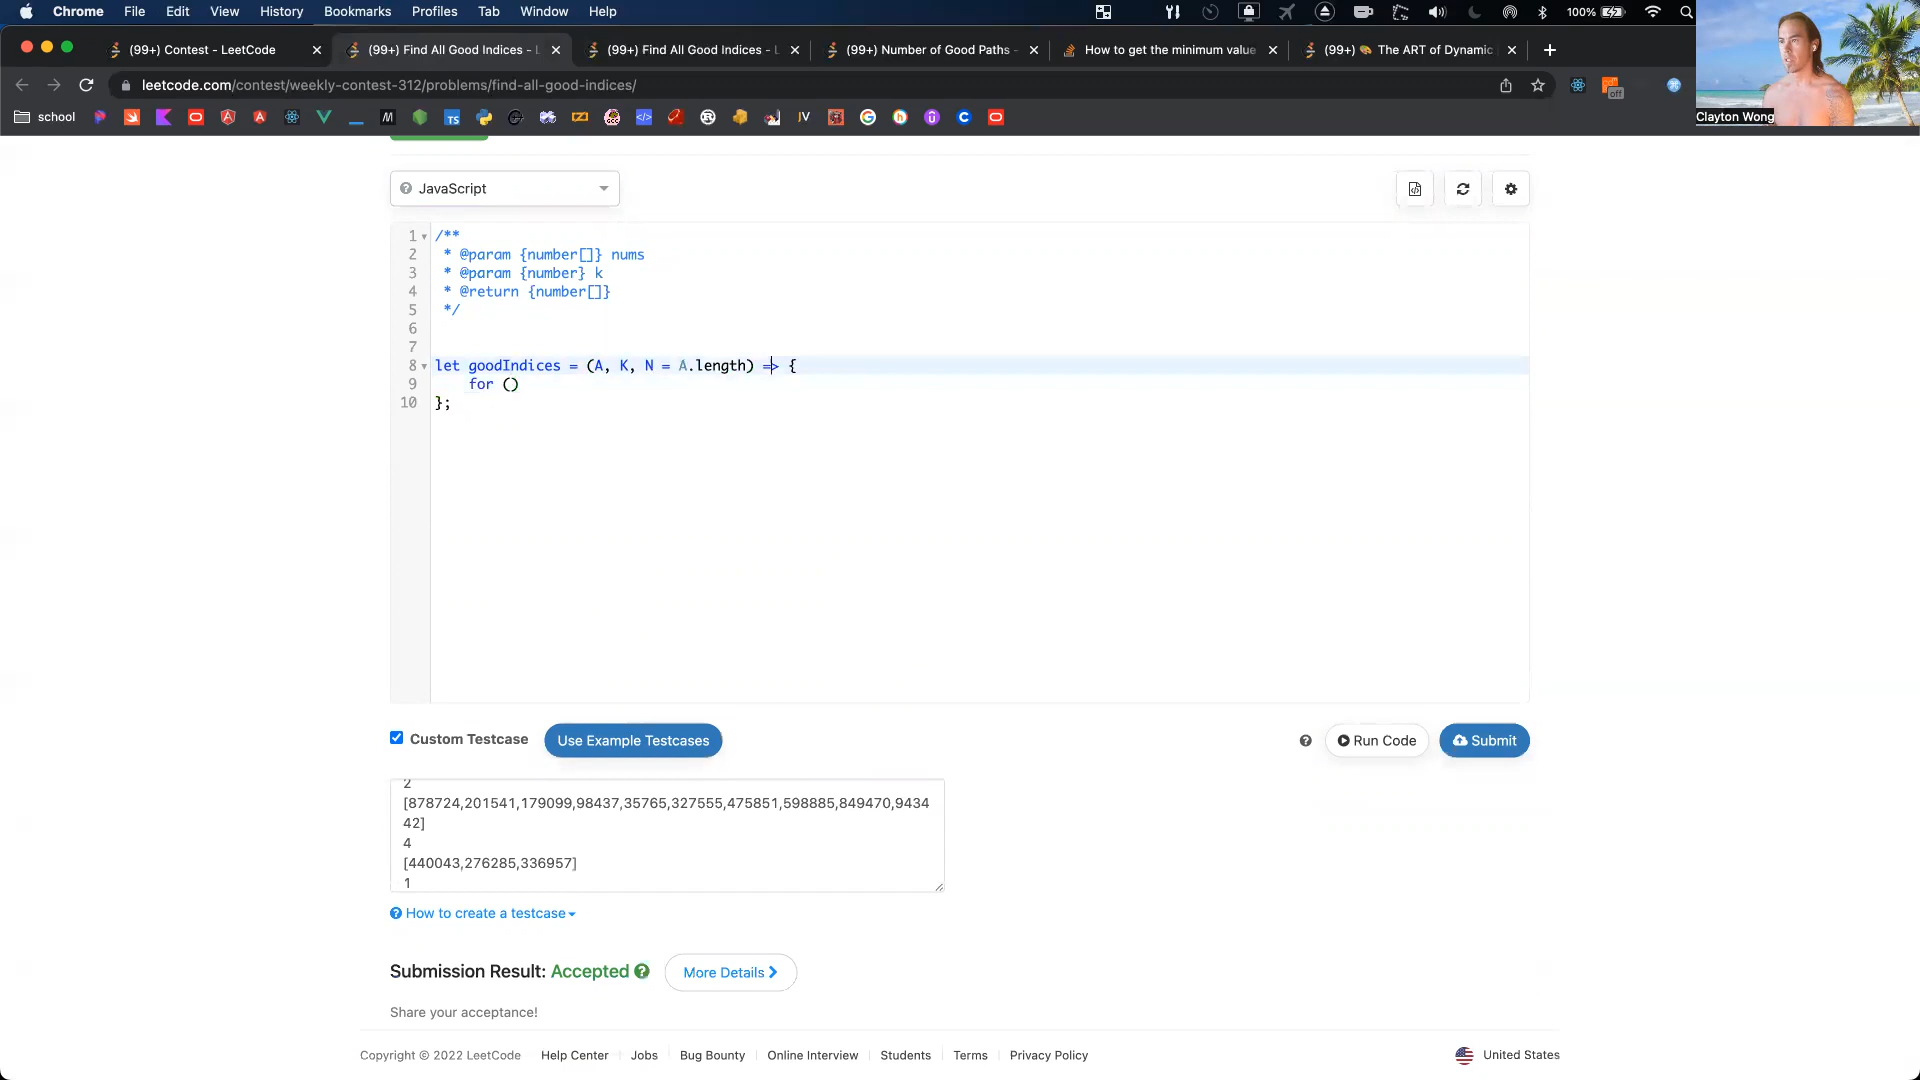 Chrome File Edit View History Bookmarks Profiles Tab Window Help 100%
(99+) Contest - LeetCode (99+) Find All Good Indices - L (99+) Find All Good Indices - L (99+) Number of Good Paths - How to get the minimum value (99+) The ART of Dynamic
leetcode.com/contest/weekly-contest-312/problems/find-all-good-indices/
off
school TS JV
Clayton Wong
JavaScript
1 /**
2 * @param {number[]} nums
3 * @param {number} k
4 * @return {number[]}
5 */
6
7
8 let goodIndices = (A, K, N = A.length) => {
9 for ()
10 };
Custom Testcase Use Example Testcases Run Code Submit
2
[878724,201541,179099,98437,35765,327555,475851,598885,849470,9434
42]
4
[440043,276285,336957]
1
How to create a testcase
Submission Result: Accepted More Details
Share your acceptance!
Copyright © 2022 LeetCode Help Center Jobs Bug Bounty Online Interview Students Terms Privacy Policy United States